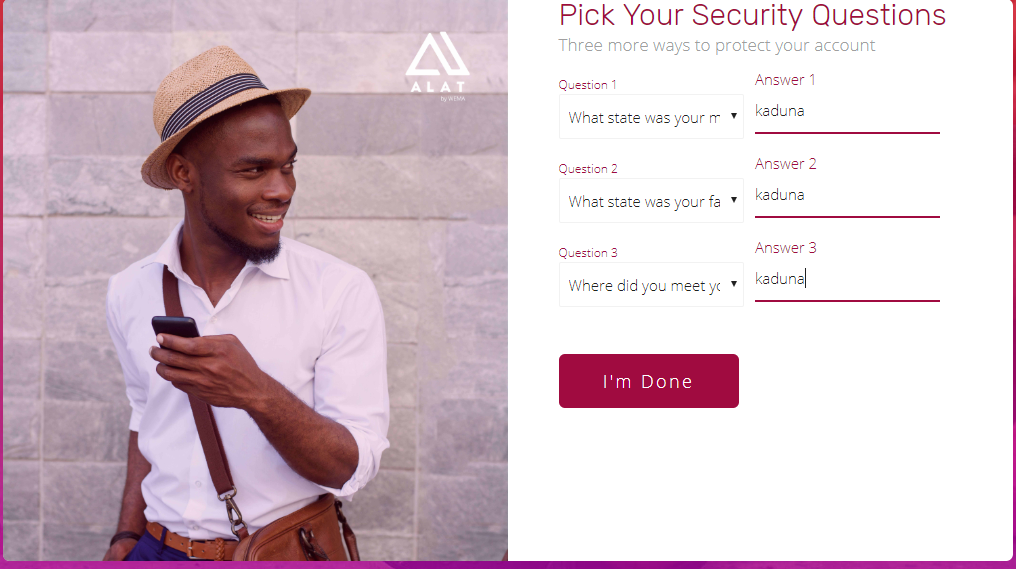 Pick Your Security Questions
Three more ways to protect your account
ALAT
by WEMA
Question 1
Answer 1
What state was your m
kaduna
Question 2
Answer 2
What state was your fa
kaduna
Question 3
Answer 3
Where did you meet yo
kaduna
I'm Done